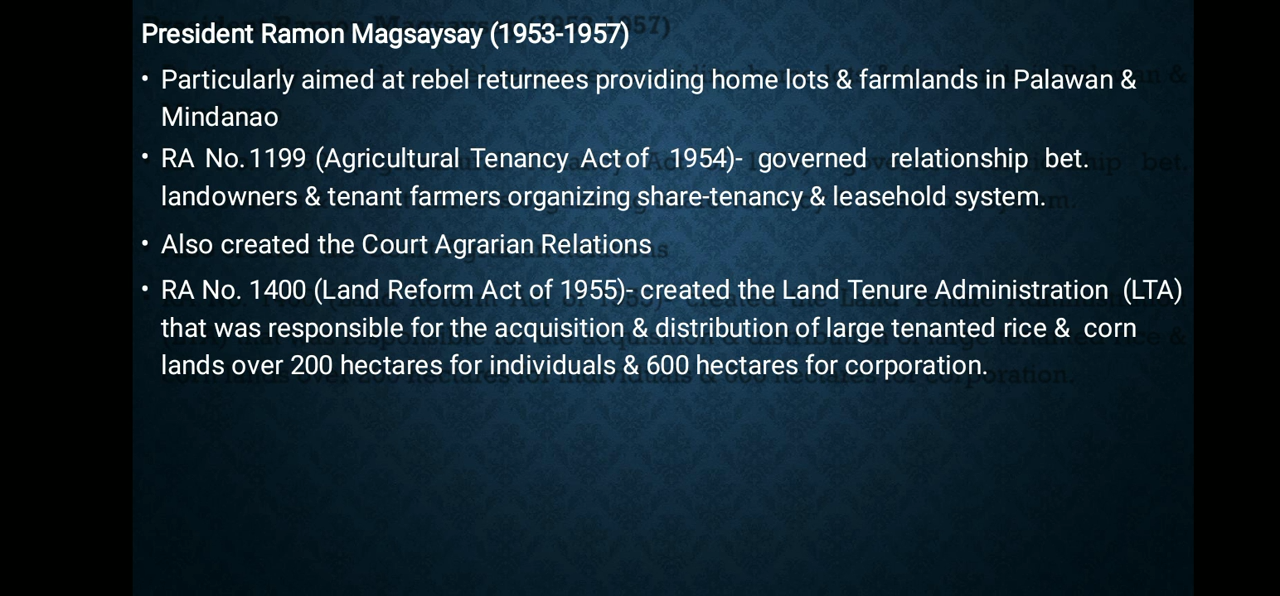 President Ramon Magsaysay (1953-1957)
• Particularly aimed at rebel returnees providing home lots & farmlands in Palawan &
Mindanao
• RA No. 1199 (Agricultural Tenancy Act of 1954)- governed relationship bet.
landowners & tenant farmers organizing share-tenancy & leasehold system.
• Also created the Court Agrarian Relations
• RA No. 1400 (Land Reform Act of 1955)- created the Land Tenure Administration (LTA)
that was responsible for the acquisition & distribution of large tenanted rice & corn
lands over 200 hectares for individuals & 600 hectares for corporation.